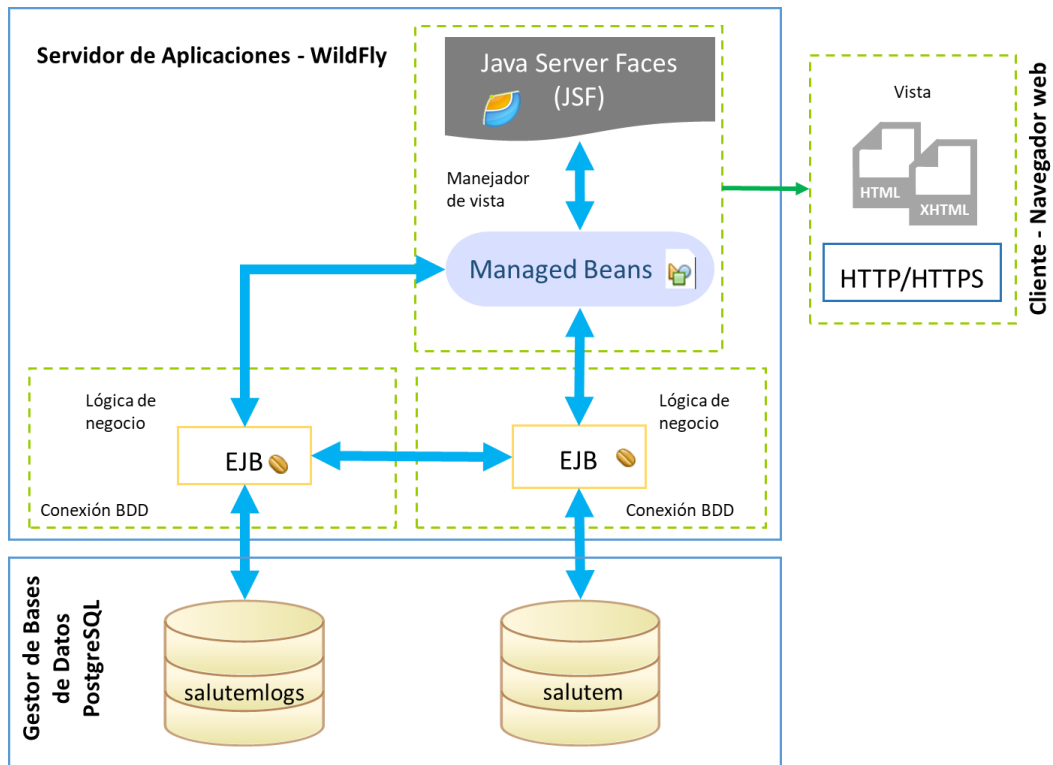 Servidor de Aplicaciones - WildFly
Java Server Faces
(JSF)
Manejador
de vista
Managed Beans
Vista
HTML
XHTML
HTTP/HTTPS
Cliente - Navegador web
Lógica de
negocio
EJB
Conexión BDD
Lógica de
negocio
EJB
Conexión BDD
Gestor de Bases
de Datos
PostgreSQL
salutemlogs
salutem